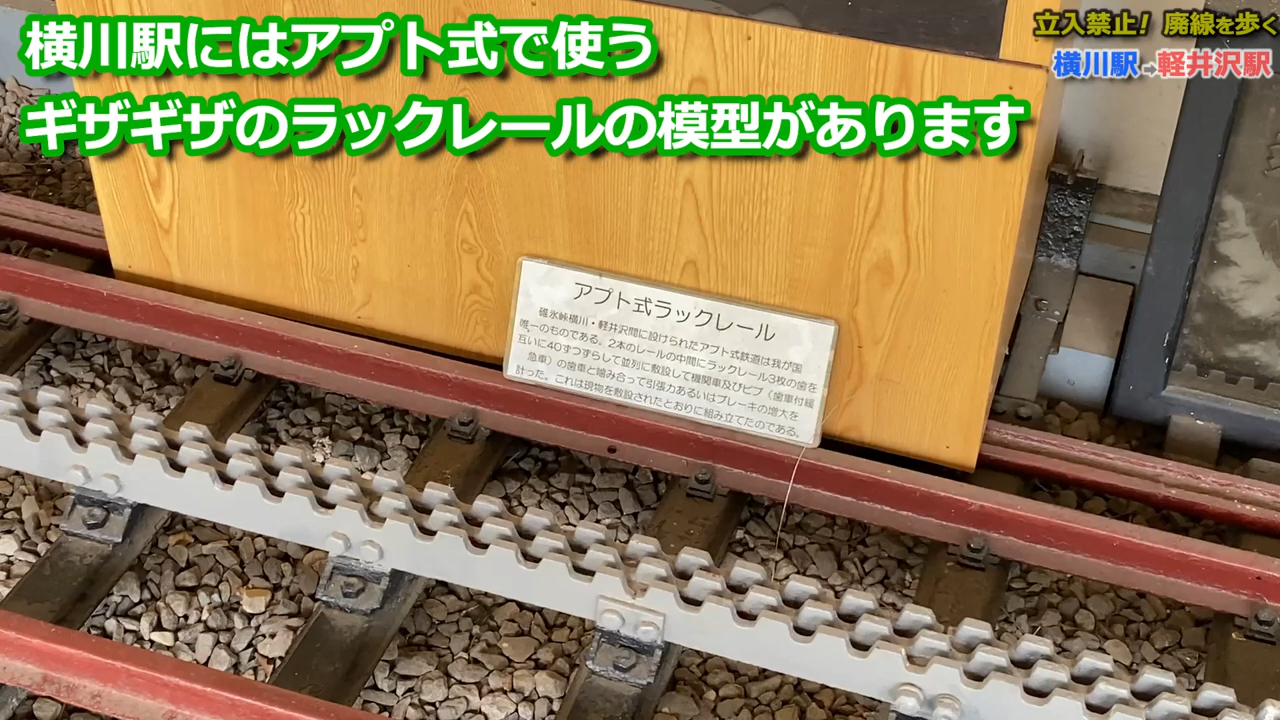 横川駅にはアプト式で使う
ギザギザのラックレールの模型があります
立入禁止！ 廃線を歩く
横川駅→軽井沢駅
アプト式ラックレール
碓氷峠横川・軽井沢間に設けられたアプト式鉄道は我が国
唯一のものである。2本のレールの中間にラックレール3枚の歯を
互いに40ずつずらして並列に敷設して機関車及びピブ（歯車付緩
急車）の歯車と噛み合って引張力あるいはブレーキの増大を
計った。これは現物を敷設されたとおりに組み立てたのである。